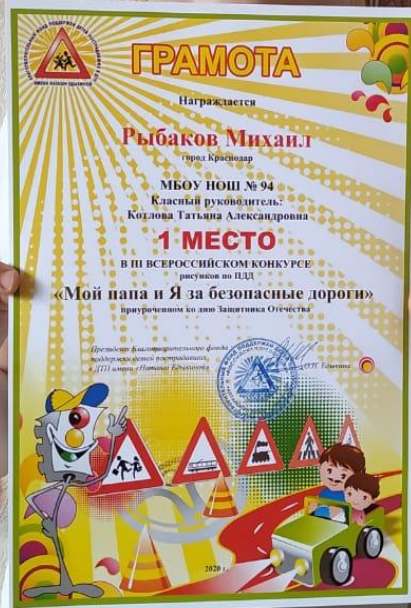 ГРАМОТА
Награждается
Рыбаков Михаил
город Краснодар
МБОУ НОШ № 94
Класный руководитель:
Котлова Татьяна Александровна
1 МЕСТО
В III ВСЕРОССИЙСКОМ КОНКУРСЕ
рисунков по ПДД
«Мой папа и Я за безопасные дороги»
приуроченном ко дню Защитника Отечества
Президент Благотворительного фонда
поддержки детей пострадавших
в ДТП имени «Наташи Едыкиной»
2020 г.